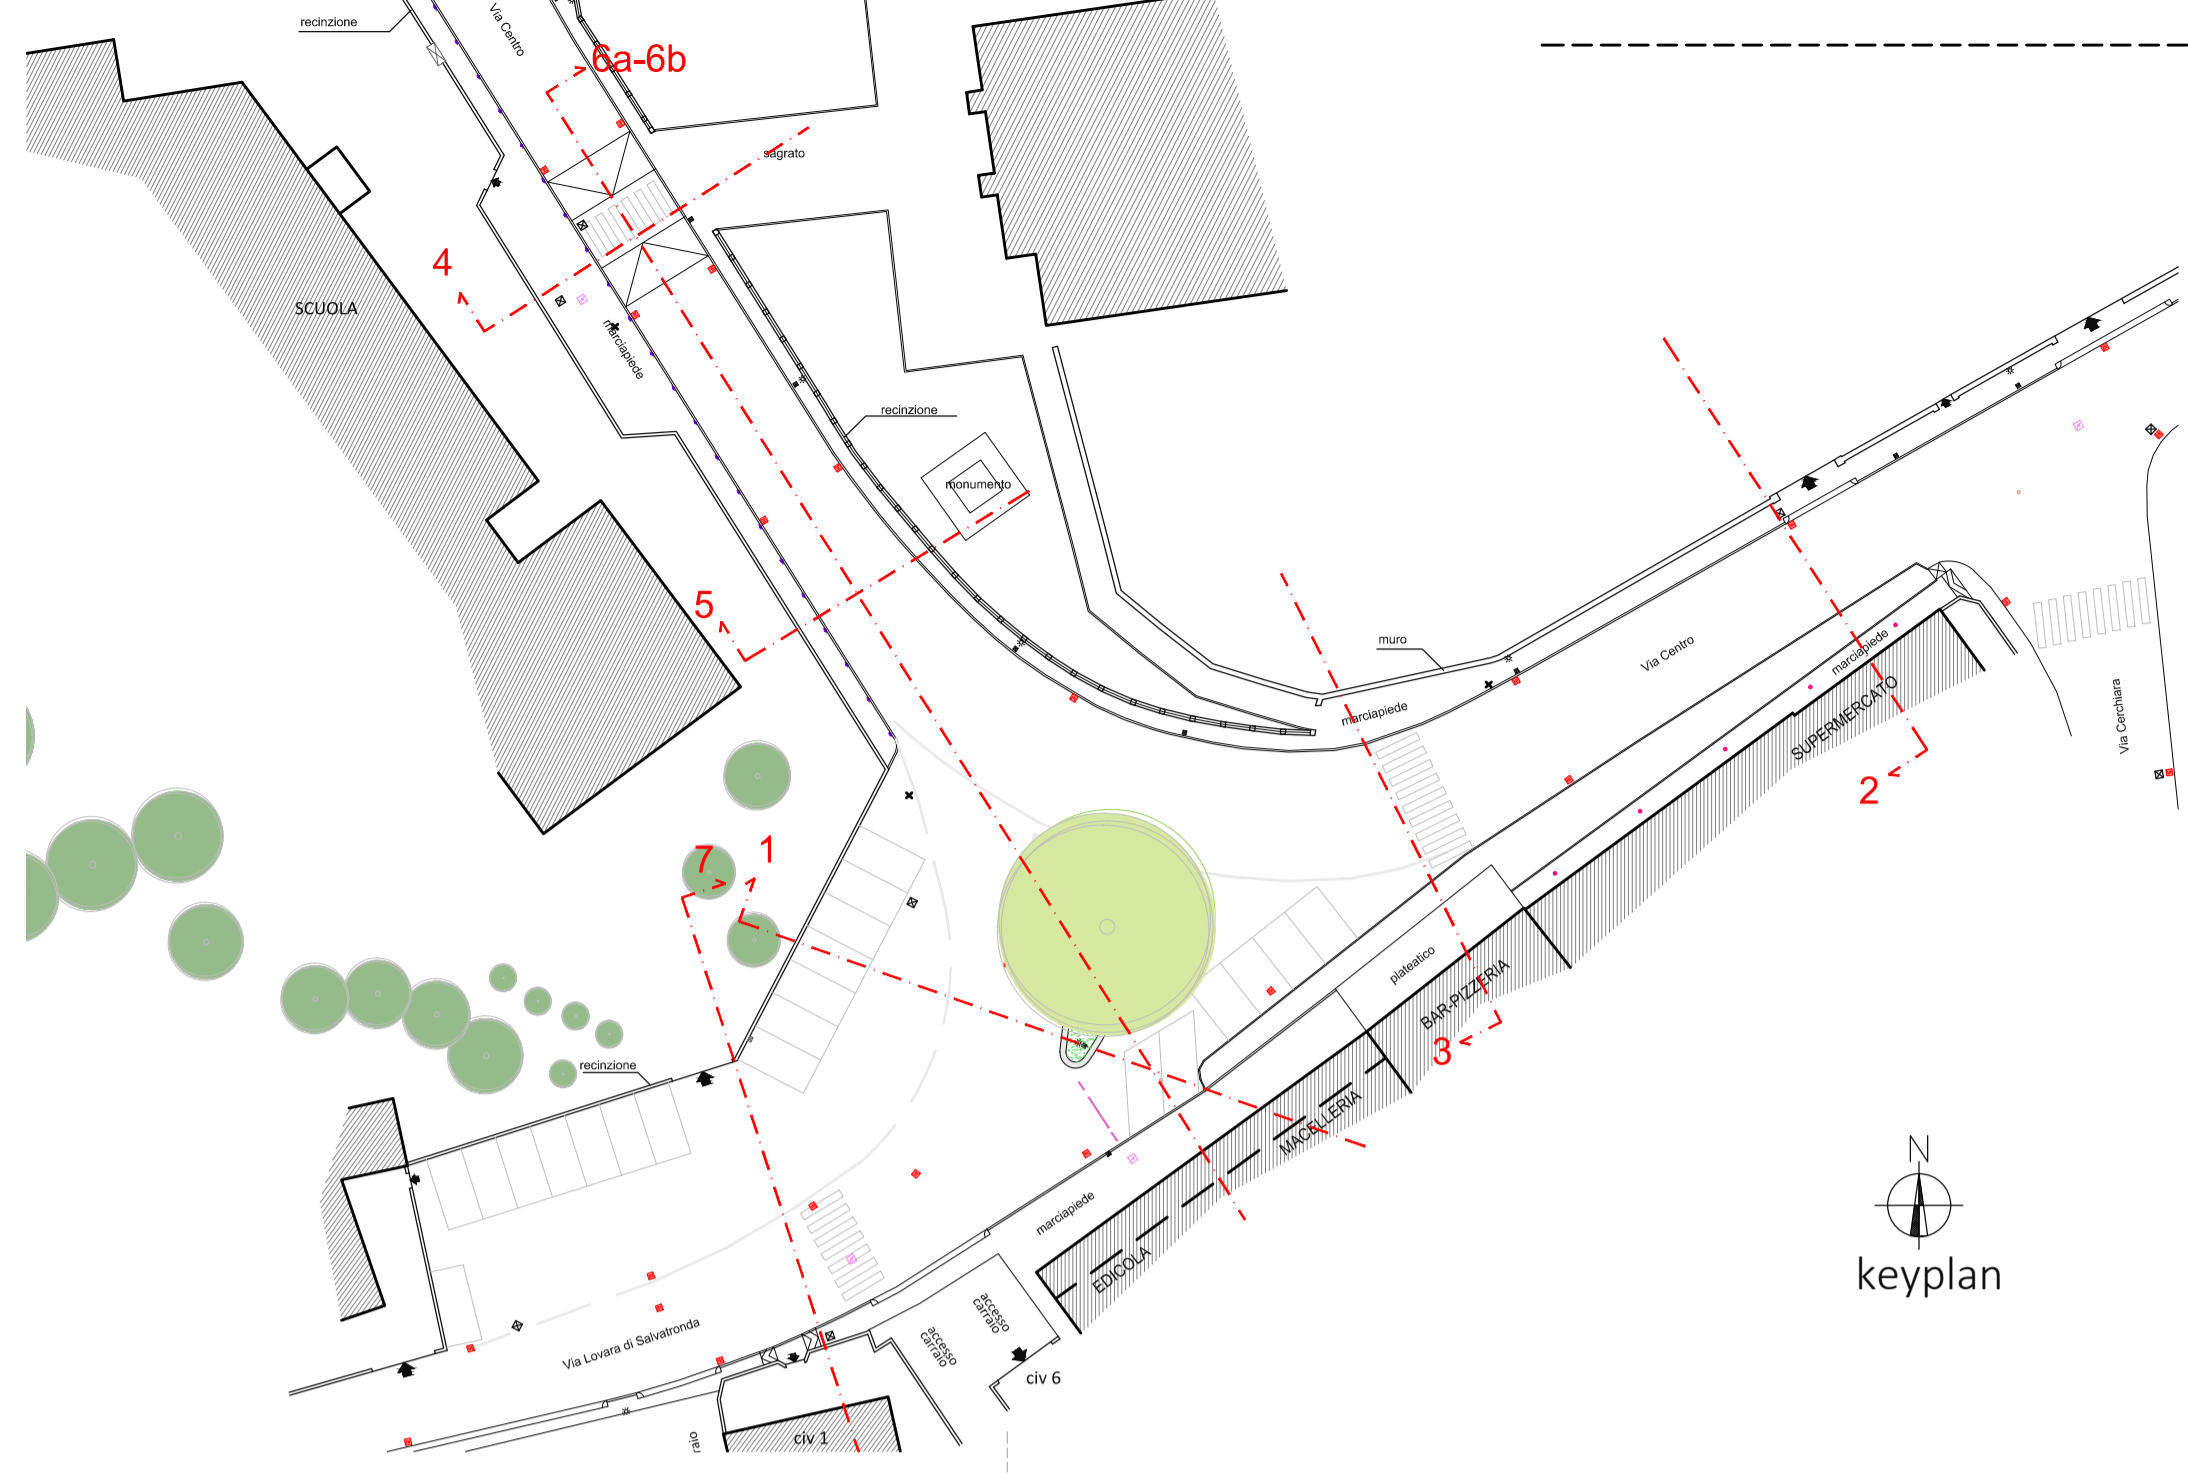 recinzione
Via Centro
6a-6b
sagrato
4
SCUOLA
marciapiede
recinzione
monumento
5
muro
marciapiede
Via Centro
marciapiede
SUPERMERCATO
Via Cerchiara
2
7
1
plateatico
BAR-PIZZERIA
3
recinzione
MACELLERIA
marciapiede
EDICOLA
accesso
carraio
accesso
carraio
Via Lovara di Salvatronda
civ 6
civ 1
raio
N
keyplan